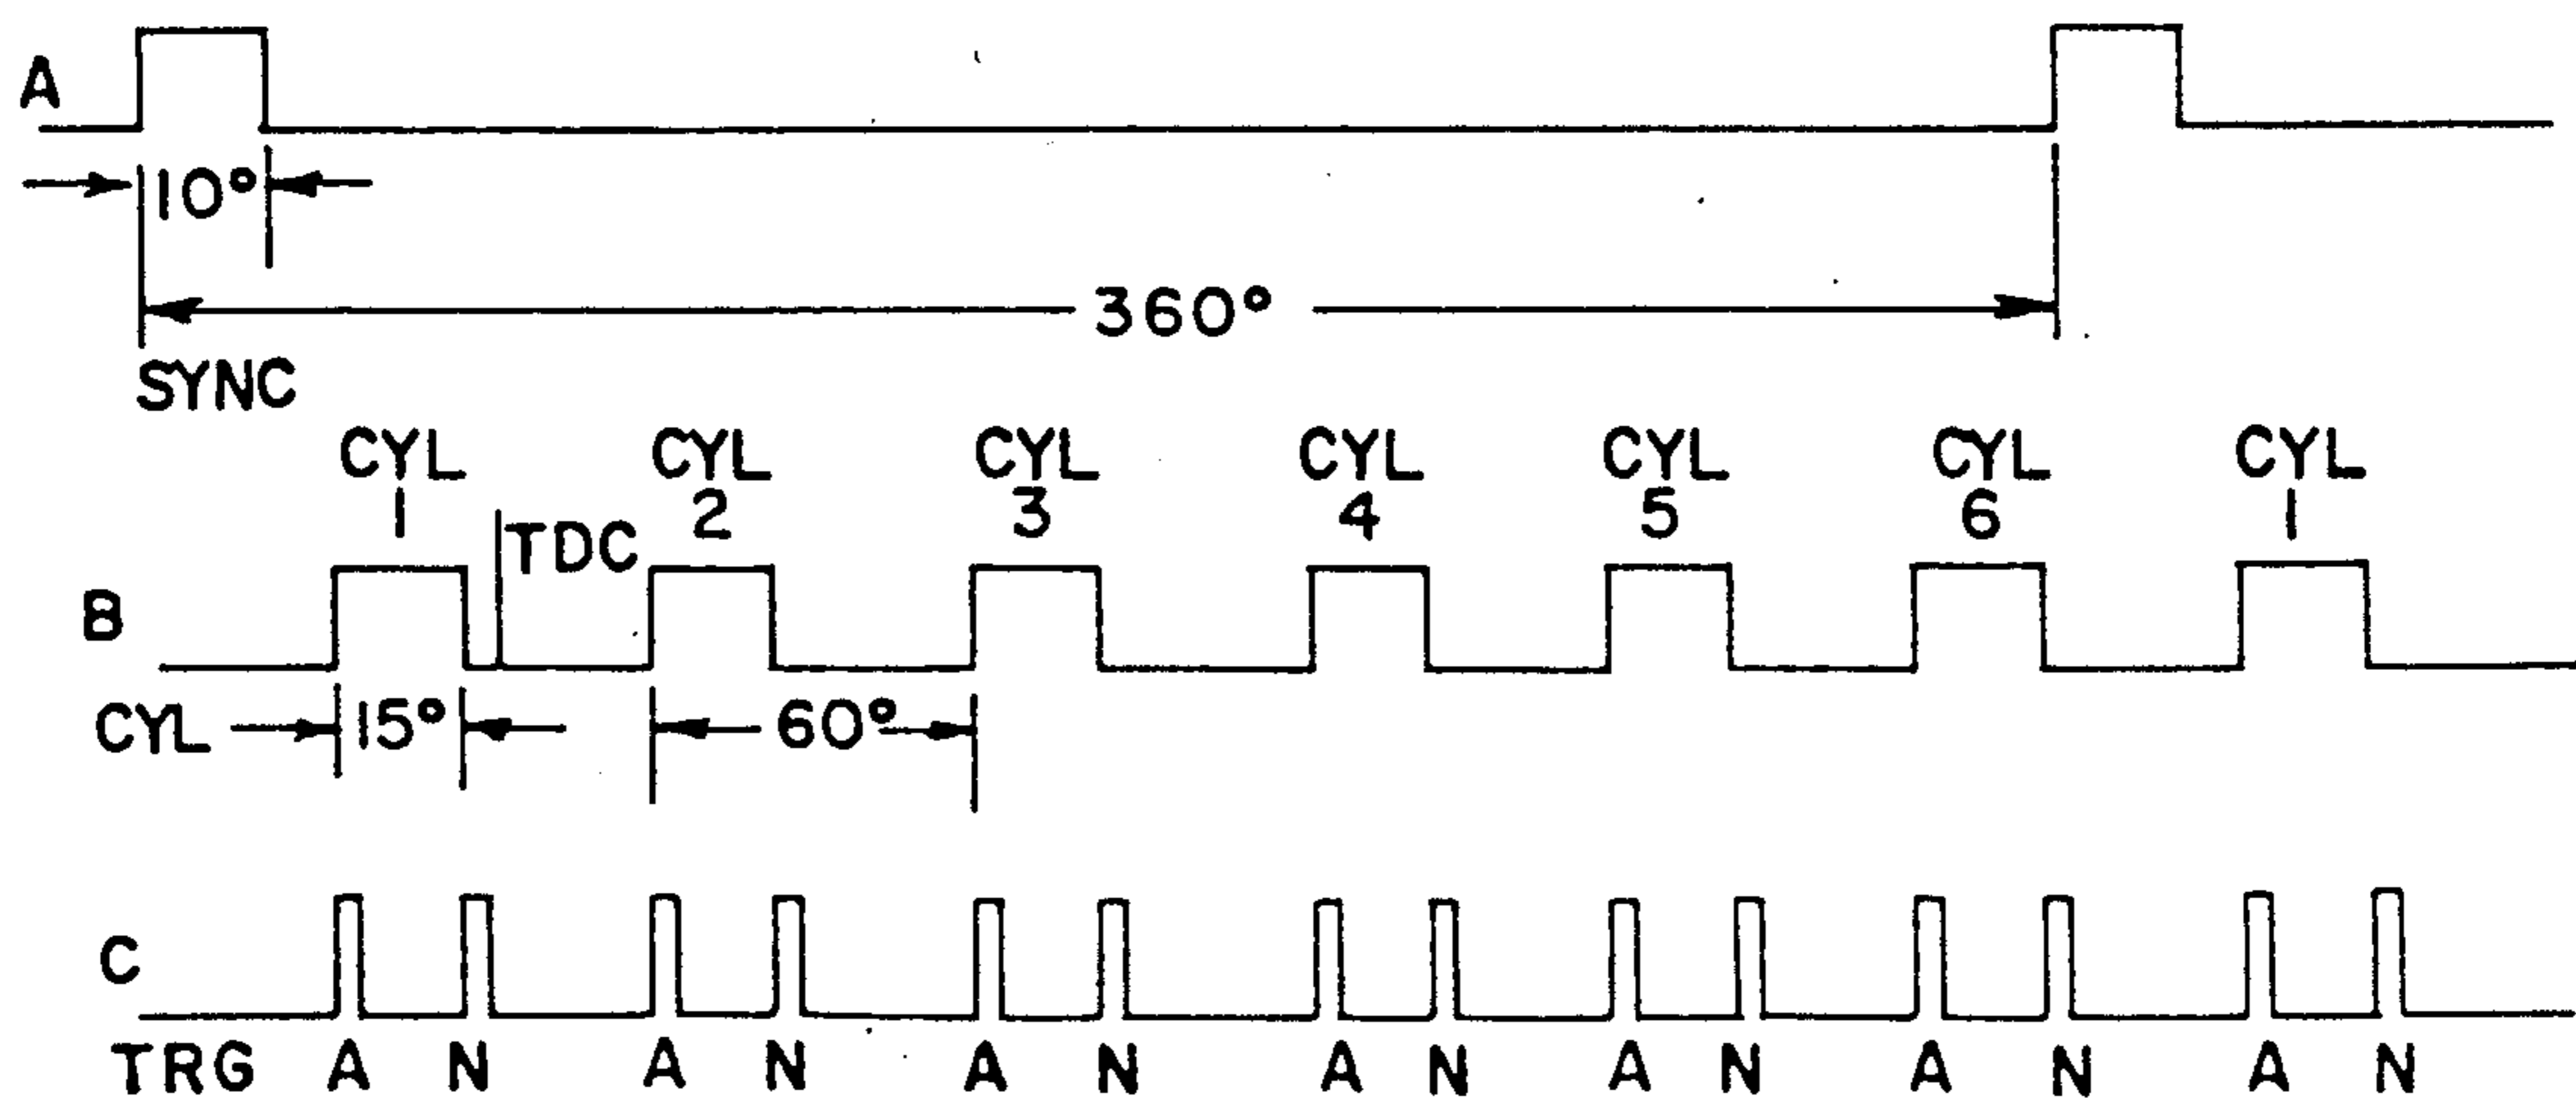 A
10°
360°
SYNC
CYL 1
CYL 2
CYL 3
CYL 4
CYL 5
CYL 6
CYL 1
TDC
B
CYL 15° 60°
C
TRG A N A N A N A N A N A N A N